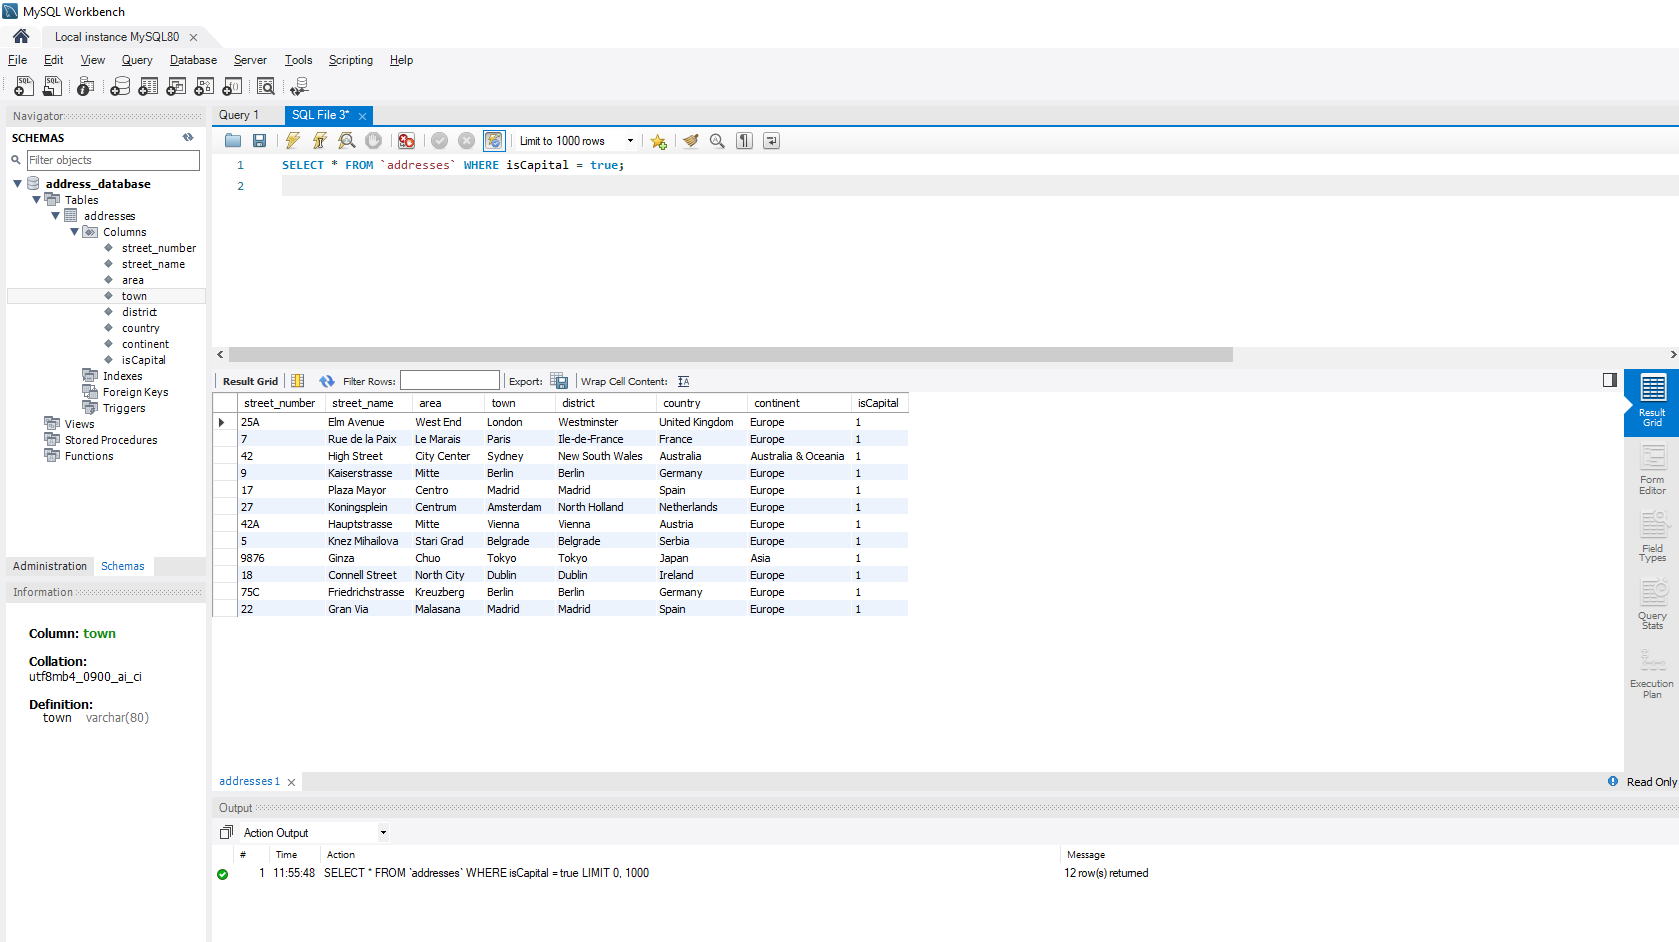 MySQL Workbench
Local instance MySQL80
File Edit View Query Database Server Tools Scripting Help
Navigator
SCHEMAS
Filter objects
address_database
Tables
addresses
Columns
street_number
street_name
area
town
district
country
continent
isCapital
Indexes
Foreign Keys
Triggers
Views
Stored Procedures
Functions
Administration Schemas
Information
Column: town
Collation:
utf8mb4_0900_ai_ci
Definition:
town varchar(80)
Query 1 SQL File 3*
Limit to 1000 rows
1 SELECT * FROM `addresses` WHERE isCapital = true;
2
Result Grid Filter Rows: Export: Wrap Cell Content:
street_number street_name area town district country continent isCapital
25A Elm Avenue West End London Westminster United Kingdom Europe 1
7 Rue de la Paix Le Marais Paris Ile-de-France France Europe 1
42 High Street City Center Sydney New South Wales Australia Australia & Oceania 1
9 Kaiserstrasse Mitte Berlin Berlin Germany Europe 1
17 Plaza Mayor Centro Madrid Madrid Spain Europe 1
27 Koningsplein Centrum Amsterdam North Holland Netherlands Europe 1
42A Hauptstrasse Mitte Vienna Vienna Austria Europe 1
5 Knez Mihailova Stari Grad Belgrade Belgrade Serbia Europe 1
9876 Ginza Chuo Tokyo Tokyo Japan Asia 1
18 Connell Street North City Dublin Dublin Ireland Europe 1
75C Friedrichstrasse Kreuzberg Berlin Berlin Germany Europe 1
22 Gran Via Malasana Madrid Madrid Spain Europe 1
Result
Grid
Form
Editor
Field
Types
Query
Stats
Execution
Plan
addresses1
Read Only
Output
Action Output
# Time Action Message
1 11:55:48 SELECT * FROM `addresses` WHERE isCapital = true LIMIT 0, 1000 12 row(s) returned